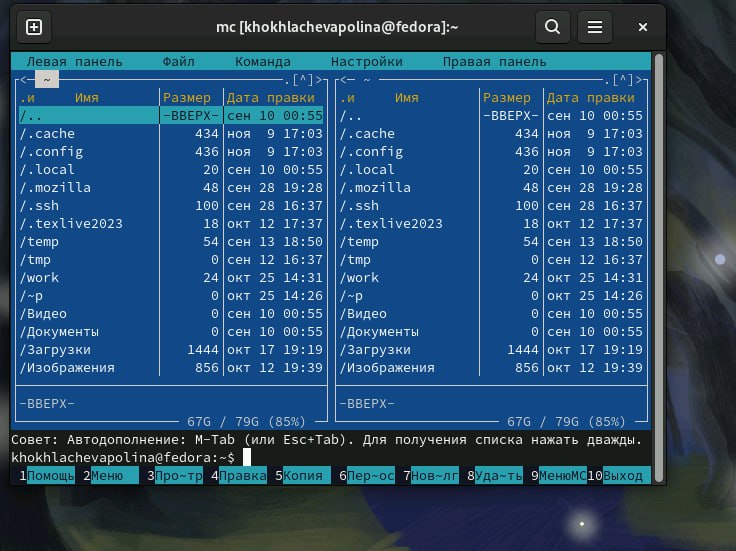 mc [khokhlachevapolina@fedora]:~
Левая панель Файл Команда Настройки Правая панель
<─ ~ .[^]> <─ ~ .[^]>
.и Имя Размер Дата правки .и Имя Размер Дата правки
/.. -ВВЕРХ- сен 10 00:55 /.. -ВВЕРХ- сен 10 00:55
/.cache 434 ноя 9 17:03 /.cache 434 ноя 9 17:03
/.config 436 ноя 9 17:03 /.config 436 ноя 9 17:03
/.local 20 сен 10 00:55 /.local 20 сен 10 00:55
/.mozilla 48 сен 28 19:28 /.mozilla 48 сен 28 19:28
/.ssh 100 сен 28 16:37 /.ssh 100 сен 28 16:37
/.texlive2023 18 окт 12 17:37 /.texlive2023 18 окт 12 17:37
/temp 54 сен 13 18:50 /temp 54 сен 13 18:50
/tmp 0 сен 12 16:37 /tmp 0 сен 12 16:37
/work 24 окт 25 14:31 /work 24 окт 25 14:31
/~p 0 окт 25 14:26 /~p 0 окт 25 14:26
/Видео 0 сен 10 00:55 /Видео 0 сен 10 00:55
/Документы 0 сен 10 00:55 /Документы 0 сен 10 00:55
/Загрузки 1444 окт 17 19:19 /Загрузки 1444 окт 17 19:19
/Изображения 856 окт 12 19:39 /Изображения 856 окт 12 19:39
-ВВЕРХ- -ВВЕРХ-
67G / 79G (85%) 67G / 79G (85%)
Совет: Автодополнение: M-Tab (или Esc+Tab). Для получения списка нажать дважды.
khokhlachevapolina@fedora:~$
1Помощь 2Меню 3Про~тр 4Правка 5Копия 6Пер~ос 7Нов~лг 8Уда~ть 9МенюMC 10Выход